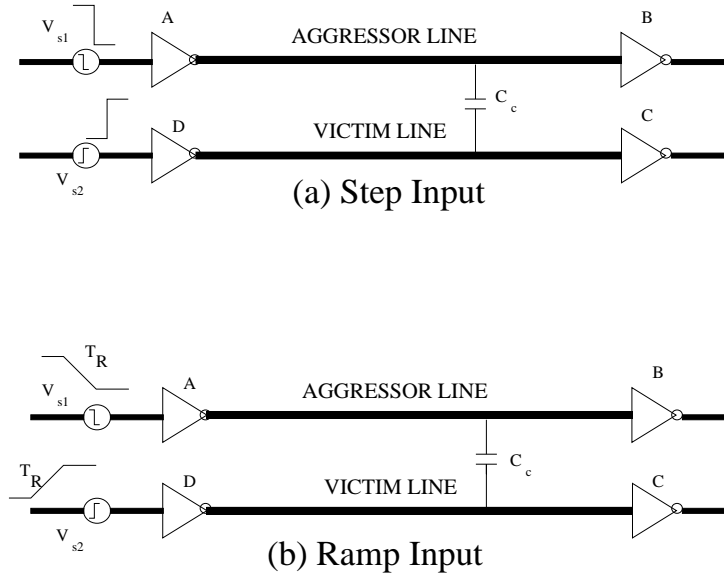 V s1
A
AGGRESSOR LINE
B
C c
D
VICTIM LINE
C
V s2
(a) Step Input
T R
V s1
A
AGGRESSOR LINE
B
C c
T R
D
VICTIM LINE
C
V s2
(b) Ramp Input